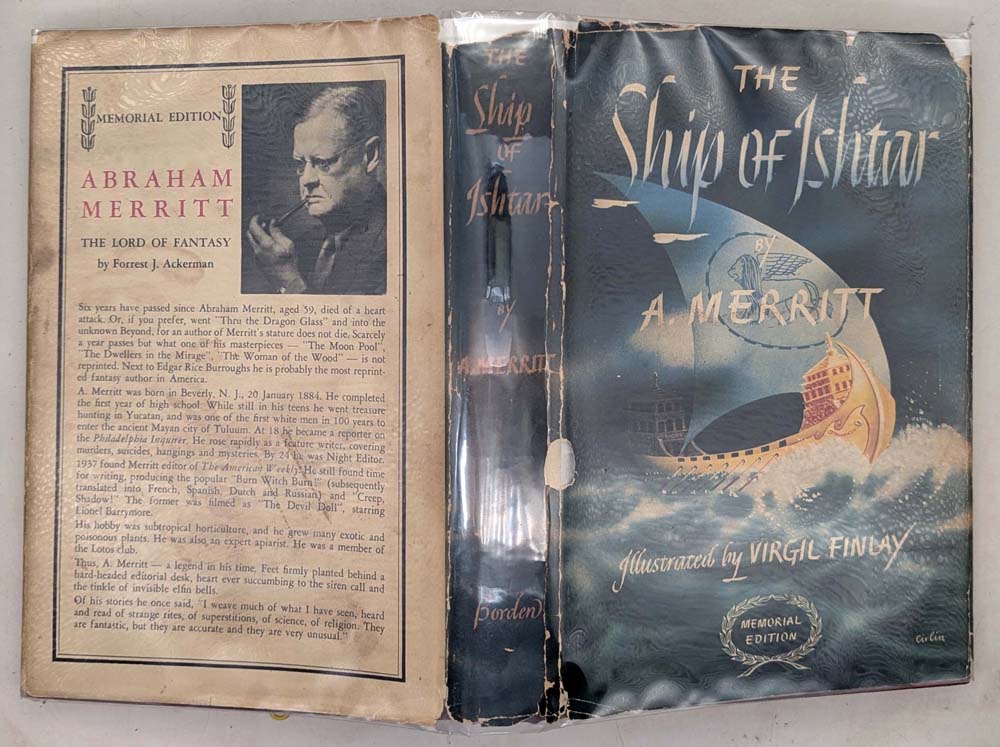 MEMORIAL EDITION
ABRAHAM
MERRITT
THE LORD OF FANTASY
by Forrest J. Ackerman
Six years have passed since Abraham Merritt, aged 59, died of a heart
attack. Or, if you prefer, went "Thru the Dragon Glass" and into the
unknown Beyond, for an author of Merritt's stature does not die. Scarcely
a year passes but what one of his masterpieces — "The Moon Pool",
"The Dwellers in the Mirage", "The Woman of the Wood" — is not
reprinted. Next to Edgar Rice Burroughs he is probably the most reprint-
ed fantasy author in America.
A. Merritt was born in Beverly, N. J., 20 January 1884. He completed
the first year of high school. While still in his teens he went treasure
hunting in Yucatan, and was one of the first white men in 100 years to
enter the ancient Mayan city of Tuluum. At 18 he became a reporter on
the Philadelphia Inquirer. He rose rapidly as a feature writer, covering
murders, suicides, hangings and mysteries. By 24 he was Night Editor.
1937 found Merritt editor of The American Weekly. He still found time
for writing, producing the popular "Burn Witch Burn!" (subsequently
translated into French, Spanish, Dutch and Russian) and "Creep,
Shadow!" The former was filmed as "The Devil Doll", starring
Lionel Barrymore.
His hobby was subtropical horticulture, and he grew many exotic and
poisonous plants. He was also an expert apiarist. He was a member of
the Lotos club.
Thus, A. Merritt — a legend in his time. Feet firmly planted behind a
hard-headed editorial desk, heart ever succumbing to the siren call and
the tinkle of invisible elfin bells.
Of his stories he once said, "I weave much of what I have seen, heard
and read of strange rites, of superstitions, of science, of religion. They
are fantastic, but they are accurate and they are very unusual."
THE
Ship
OF
Ishtar
BY
A. MERRITT
Borden
THE
Ship OF Ishtar
BY
A. MERRITT
Illustrated by VIRGIL FINLAY
MEMORIAL
EDITION